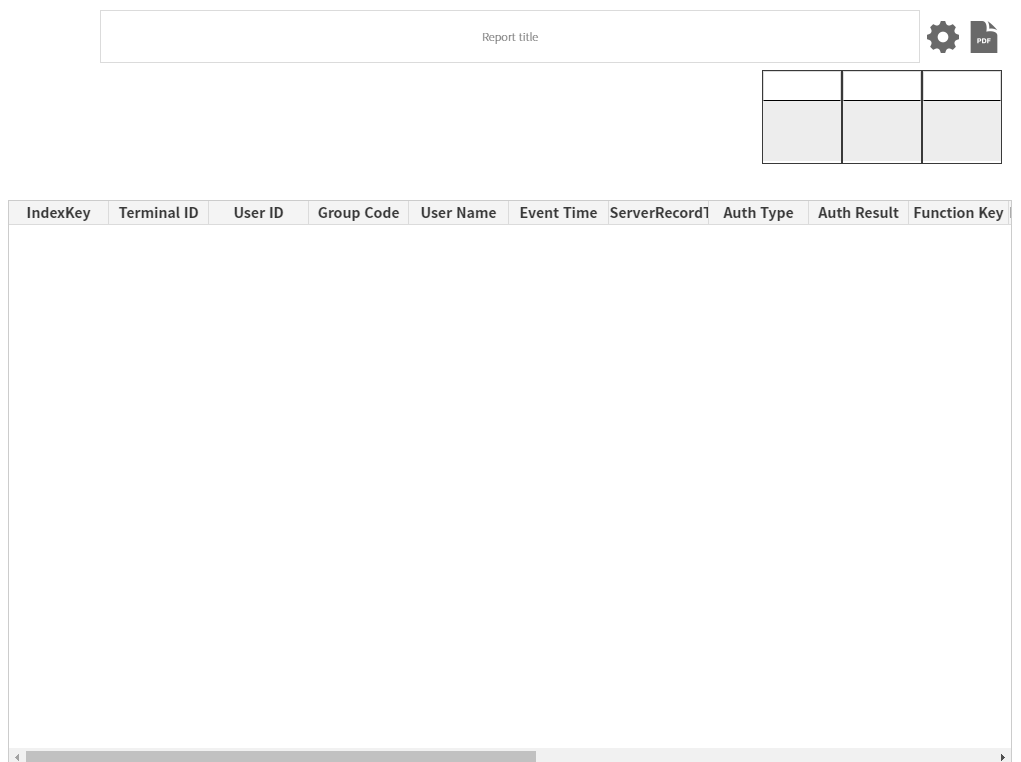 Report title
PDF
IndexKey Terminal ID User ID Group Code User Name Event Time ServerRecordT Auth Type Auth Result Function Key